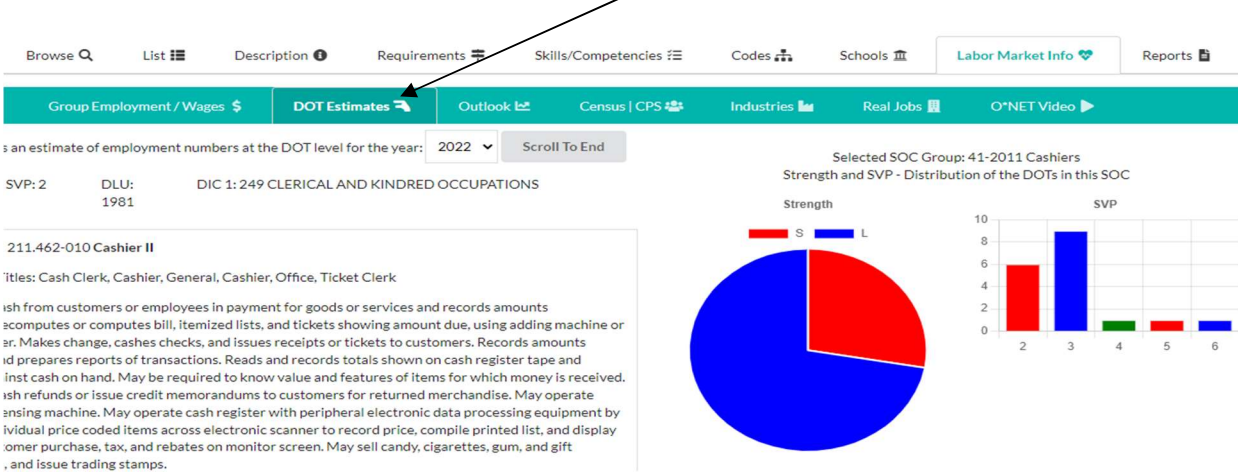 Browse List Description Requirements Skills/Competencies Codes Schools Labor Market Info Reports
Group Employment / Wages $ DOT Estimates Outlook Census | CPS Industries Real Jobs O*NET Video
an estimate of employment numbers at the DOT level for the year: 2022 Scroll To End
SVP: 2 DLU: 1981 DIC 1: 249 CLERICAL AND KINDRED OCCUPATIONS
211.462-010 Cashier II
Titles: Cash Clerk, Cashier, General, Cashier, Office, Ticket Clerk
from customers or employees in payment for goods or services and records amounts
ecomputes or computes bill, itemized lists, and tickets showing amount due, using adding machine or
er. Makes change, cashes checks, and issues receipts or tickets to customers. Records amounts
prepares reports of transactions. Reads and records totals shown on cash register tape and
inst cash on hand. May be required to know value and features of items for which money is received.
ash refunds or issue credit memorandums to customers for returned merchandise. May operate
ensing machine. May operate cash register with peripheral electronic data processing equipment by
ividual price coded items across electronic scanner to record price, compile printed list, and display
omer purchase, tax, and rebates on monitor screen. May sell candy, cigarettes, gum, and gift
, and issue trading stamps.
Selected SOC Group: 41-2011 Cashiers
Strength and SVP - Distribution of the DOTs in this SOC
Strength
S L
SVP
10
8
6
4
2
0
2 3 4 5 6